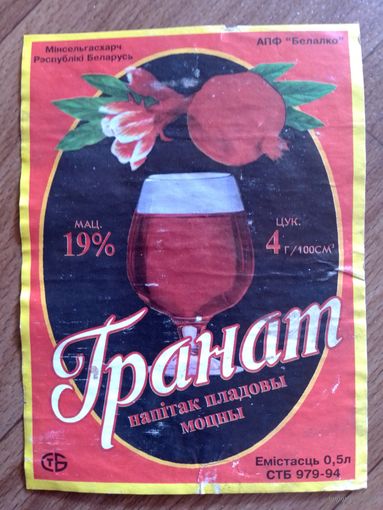 Мінсельгасхарч
Рэспублікі Беларусь
АПФ "Белалко"
МАЦ.
19%
ЦУК.
4 Г/100СМ³
Гранат
напітак пладовы
моцны
СТБ
Емістасць 0,5л
СТБ 979-94